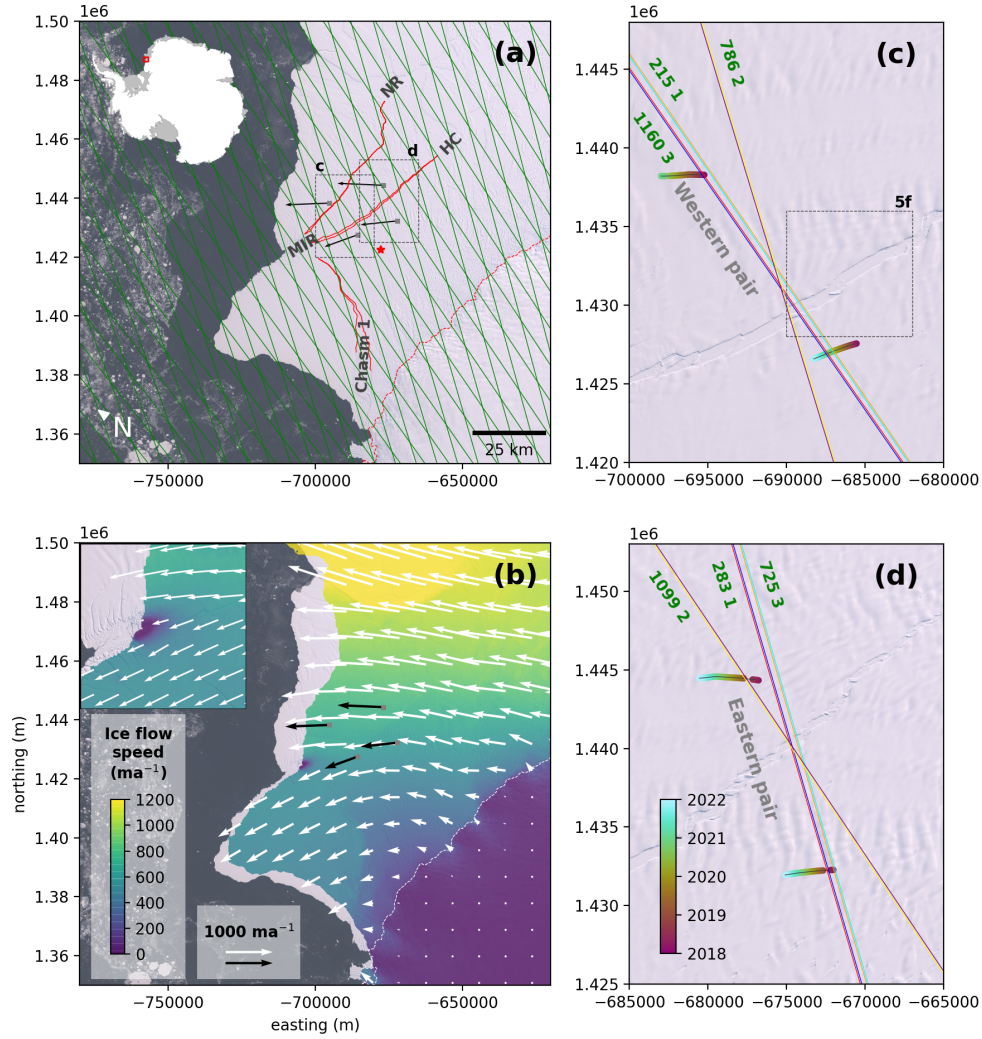 1e6
(a)
1.50
1.48
1.46
1.44
1.42
1.40
1.38
1.36
NR
HC
c
d
MIR
Chasm 1
N
25 km
−750000 −700000 −650000
1e6
(c)
1.445
1.440
1.435
1.430
1.425
1.420
786 2
215 1
1160 3
Western pair
5f
−700000 −695000 −690000 −685000 −680000
1e6
(b)
1.50
1.48
1.46
1.44
1.42
1.40
1.38
1.36
northing (m)
Ice flow
speed
(ma⁻¹)
1200
1000
800
600
400
200
0
1000 ma⁻¹
−750000 −700000 −650000
easting (m)
1e6
(d)
1.450
1.445
1.440
1.435
1.430
1.425
1099 2
283 1
725 3
Eastern pair
2022
2021
2020
2019
2018
−685000 −680000 −675000 −670000 −665000